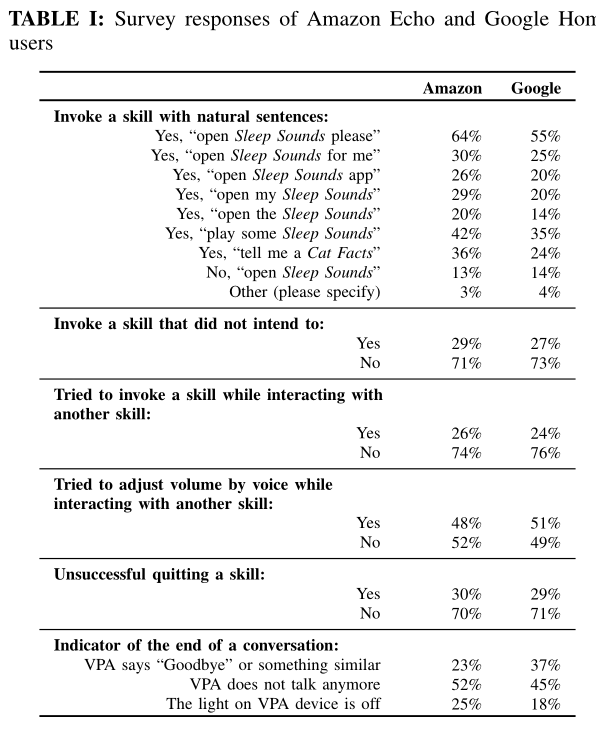 TABLE I: Survey responses of Amazon Echo and Google Hom
users
Amazon Google
Invoke a skill with natural sentences:
Yes, “open Sleep Sounds please” 64% 55%
Yes, “open Sleep Sounds for me” 30% 25%
Yes, “open Sleep Sounds app” 26% 20%
Yes, “open my Sleep Sounds” 29% 20%
Yes, “open the Sleep Sounds” 20% 14%
Yes, “play some Sleep Sounds” 42% 35%
Yes, “tell me a Cat Facts” 36% 24%
No, “open Sleep Sounds” 13% 14%
Other (please specify) 3% 4%
Invoke a skill that did not intend to:
Yes 29% 27%
No 71% 73%
Tried to invoke a skill while interacting with
another skill:
Yes 26% 24%
No 74% 76%
Tried to adjust volume by voice while
interacting with another skill:
Yes 48% 51%
No 52% 49%
Unsuccessful quitting a skill:
Yes 30% 29%
No 70% 71%
Indicator of the end of a conversation:
VPA says “Goodbye” or something similar 23% 37%
VPA does not talk anymore 52% 45%
The light on VPA device is off 25% 18%